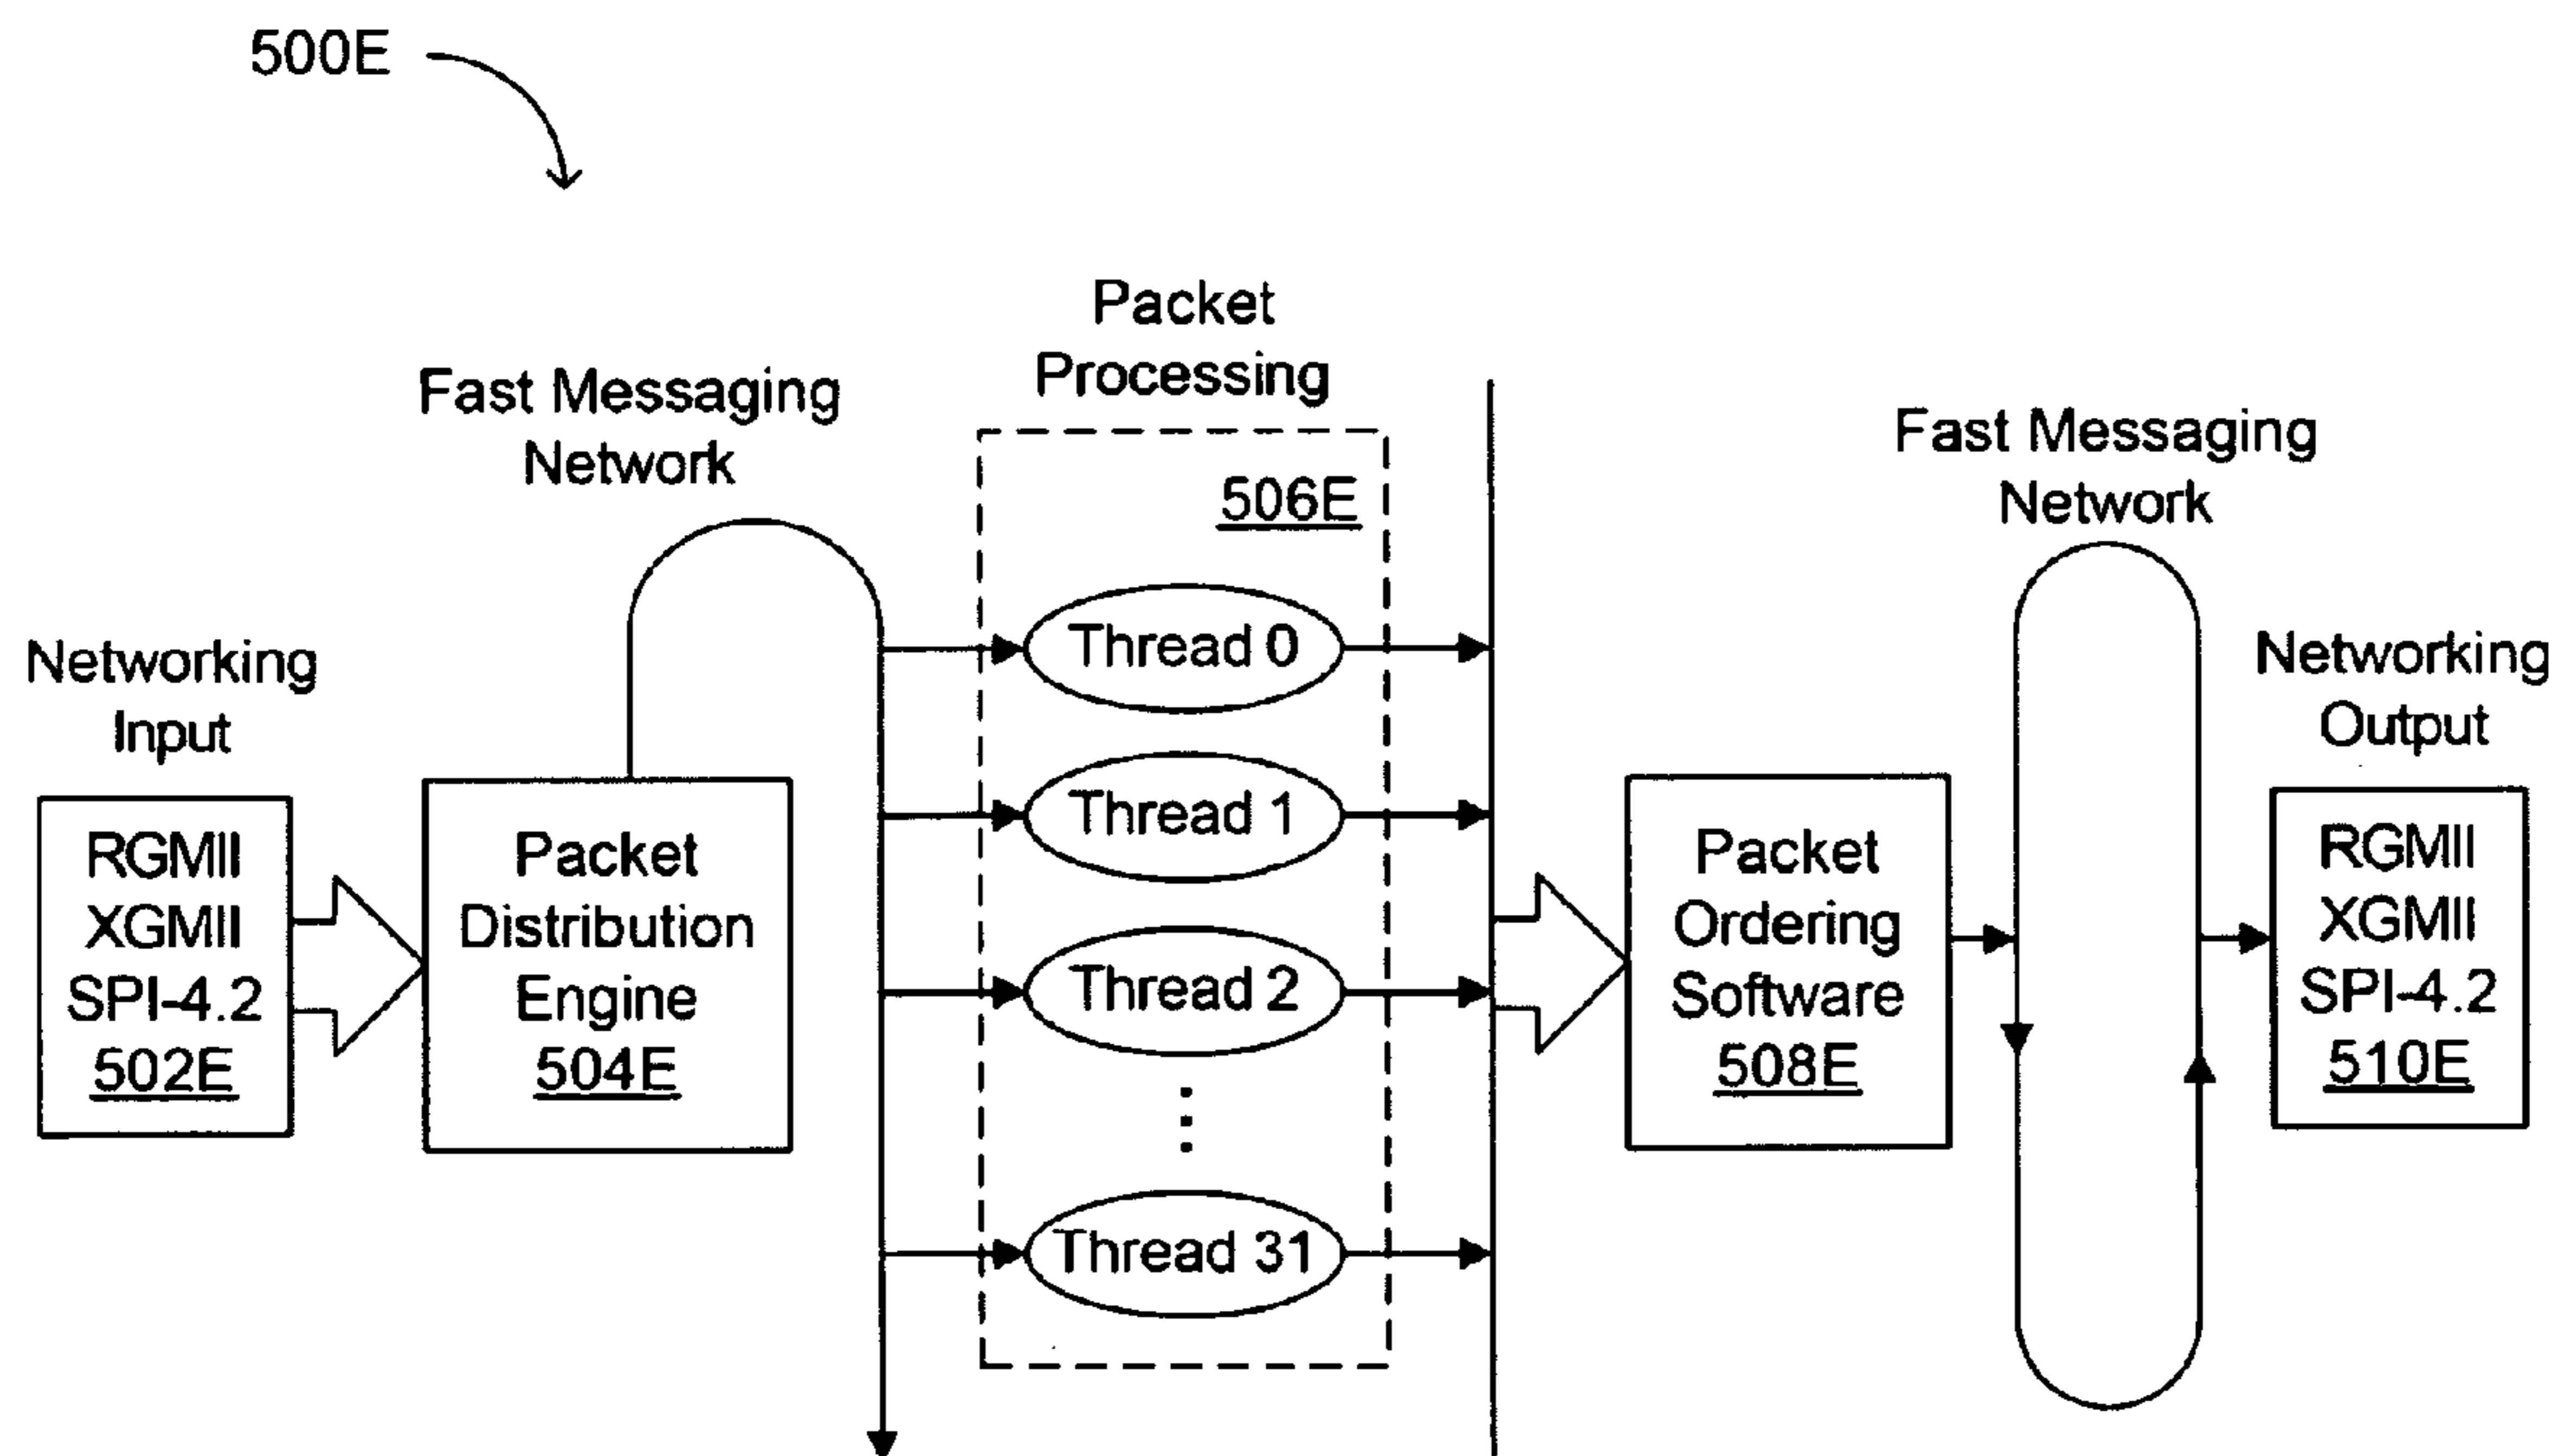 500E
Packet
Processing
Fast Messaging
Network
Fast Messaging
Network
506E
Networking
Input
Thread 0
Networking
Output
RGMII
XGMII
SPI-4.2
502E
Packet
Distribution
Engine
504E
Thread 1
Thread 2
Thread 31
Packet
Ordering
Software
508E
RGMII
XGMII
SPI-4.2
510E